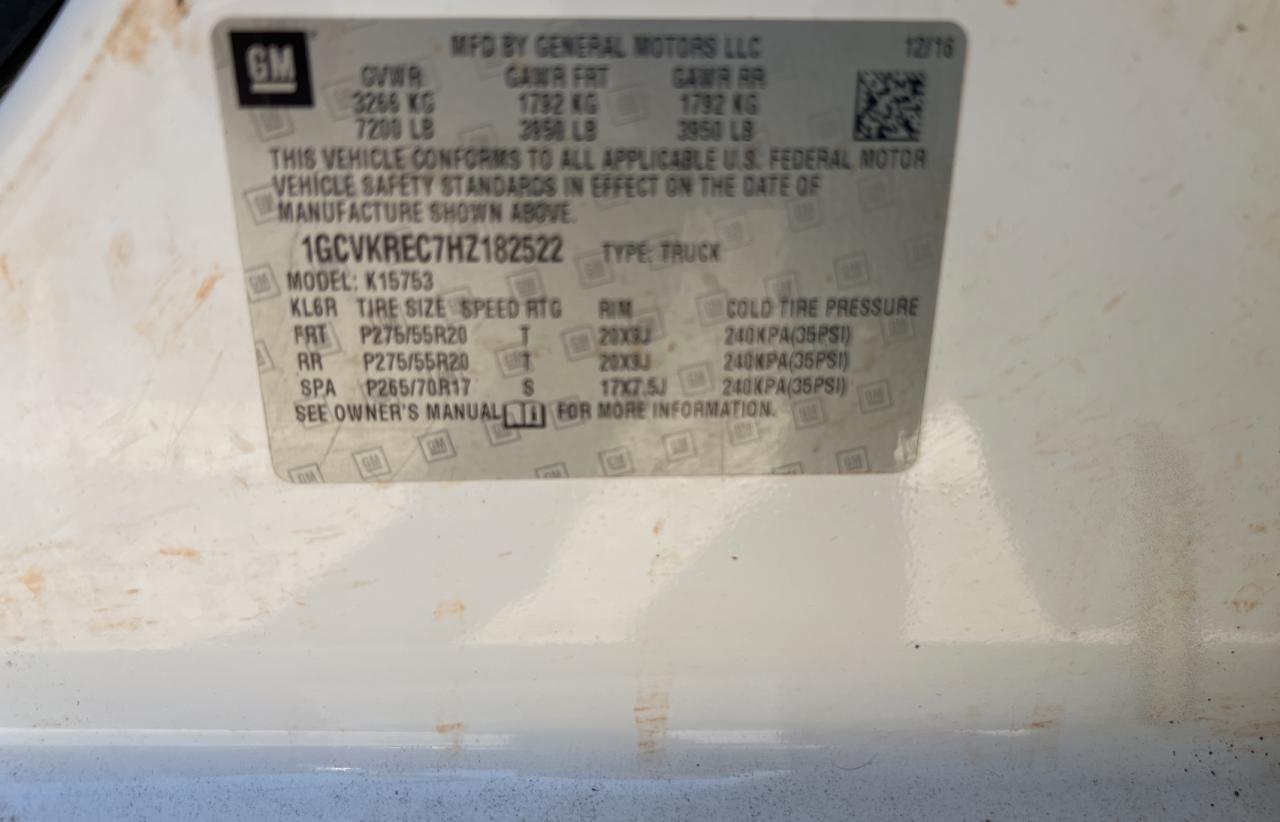 GM MFD BY GENERAL MOTORS LLC 12/16
GVWR GAWR FRT GAWR RR
3266 KG 1792 KG 1792 KG
7200 LB 3950 LB 3950 LB
THIS VEHICLE CONFORMS TO ALL APPLICABLE U.S. FEDERAL MOTOR
VEHICLE SAFETY STANDARDS IN EFFECT ON THE DATE OF
MANUFACTURE SHOWN ABOVE.
1GCVKREC7HZ182522 TYPE: TRUCK
MODEL: K15753
KL6R TIRE SIZE SPEED RTG RIM COLD TIRE PRESSURE
FRT P275/55R20 T 20X9J 240KPA(35PSI)
RR P275/55R20 T 20X9J 240KPA(35PSI)
SPA P265/70R17 S 17X7.5J 240KPA(35PSI)
SEE OWNER'S MANUAL FOR MORE INFORMATION.